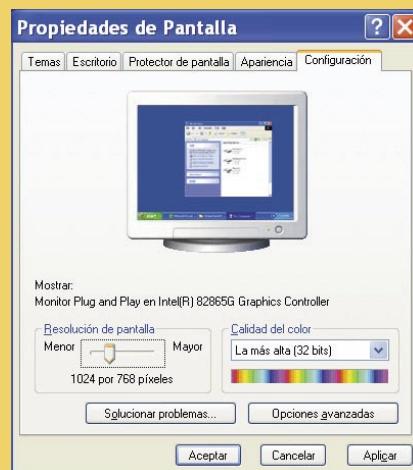 Propiedades de Pantalla
Temas Escritorio Protector de pantalla Apariencia Configuración
Mostrar:
Monitor Plug and Play en Intel(R) 82865G Graphics Controller
Resolución de pantalla
Menor Mayor
1024 por 768 píxeles
Calidad del color
La más alta (32 bits)
Solucionar problemas... Opciones avanzadas
Aceptar Cancelar Aplicar